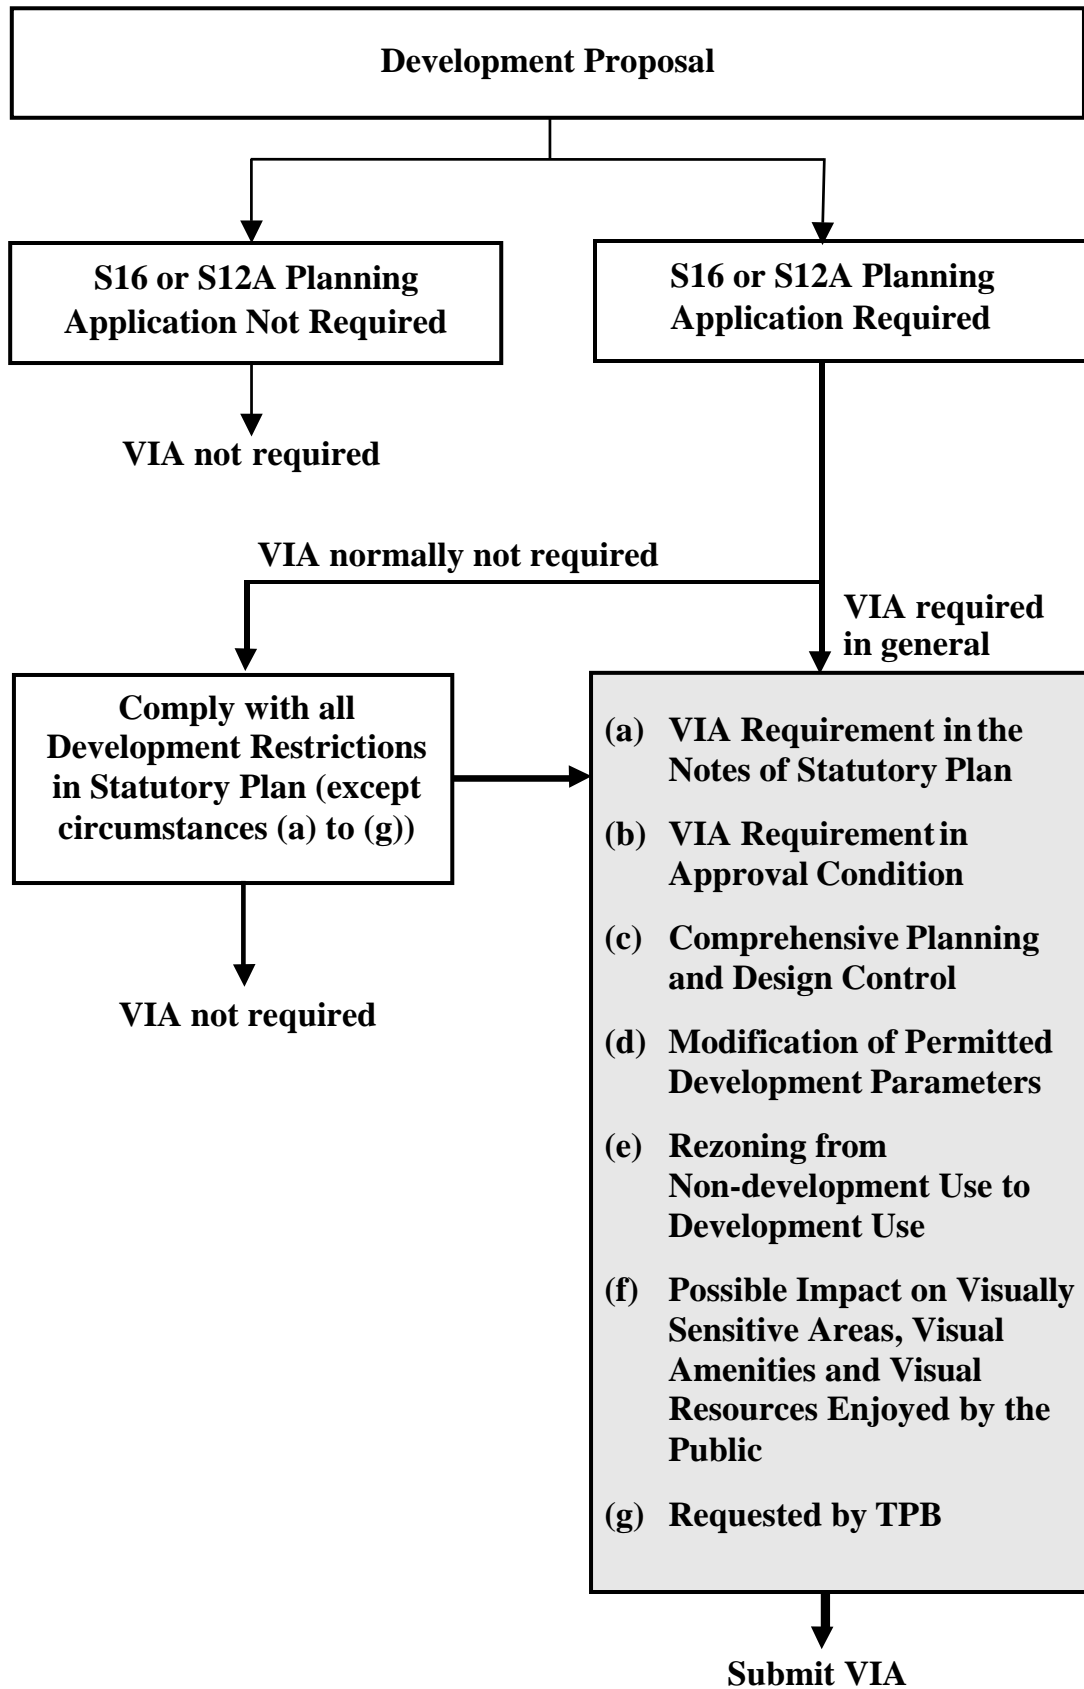 Development Proposal
S16 or S12A Planning
Application Not Required
S16 or S12A Planning
Application Required
VIA not required
VIA normally not required
VIA required
in general
Comply with all
Development Restrictions
in Statutory Plan (except
circumstances (a) to (g))
VIA not required
(a) VIA Requirement in the
Notes of Statutory Plan
(b) VIA Requirement in
Approval Condition
(c) Comprehensive Planning
and Design Control
(d) Modification of Permitted
Development Parameters
(e) Rezoning from
Non-development Use to
Development Use
(f) Possible Impact on Visually
Sensitive Areas, Visual
Amenities and Visual
Resources Enjoyed by the
Public
(g) Requested by TPB
Submit VIA